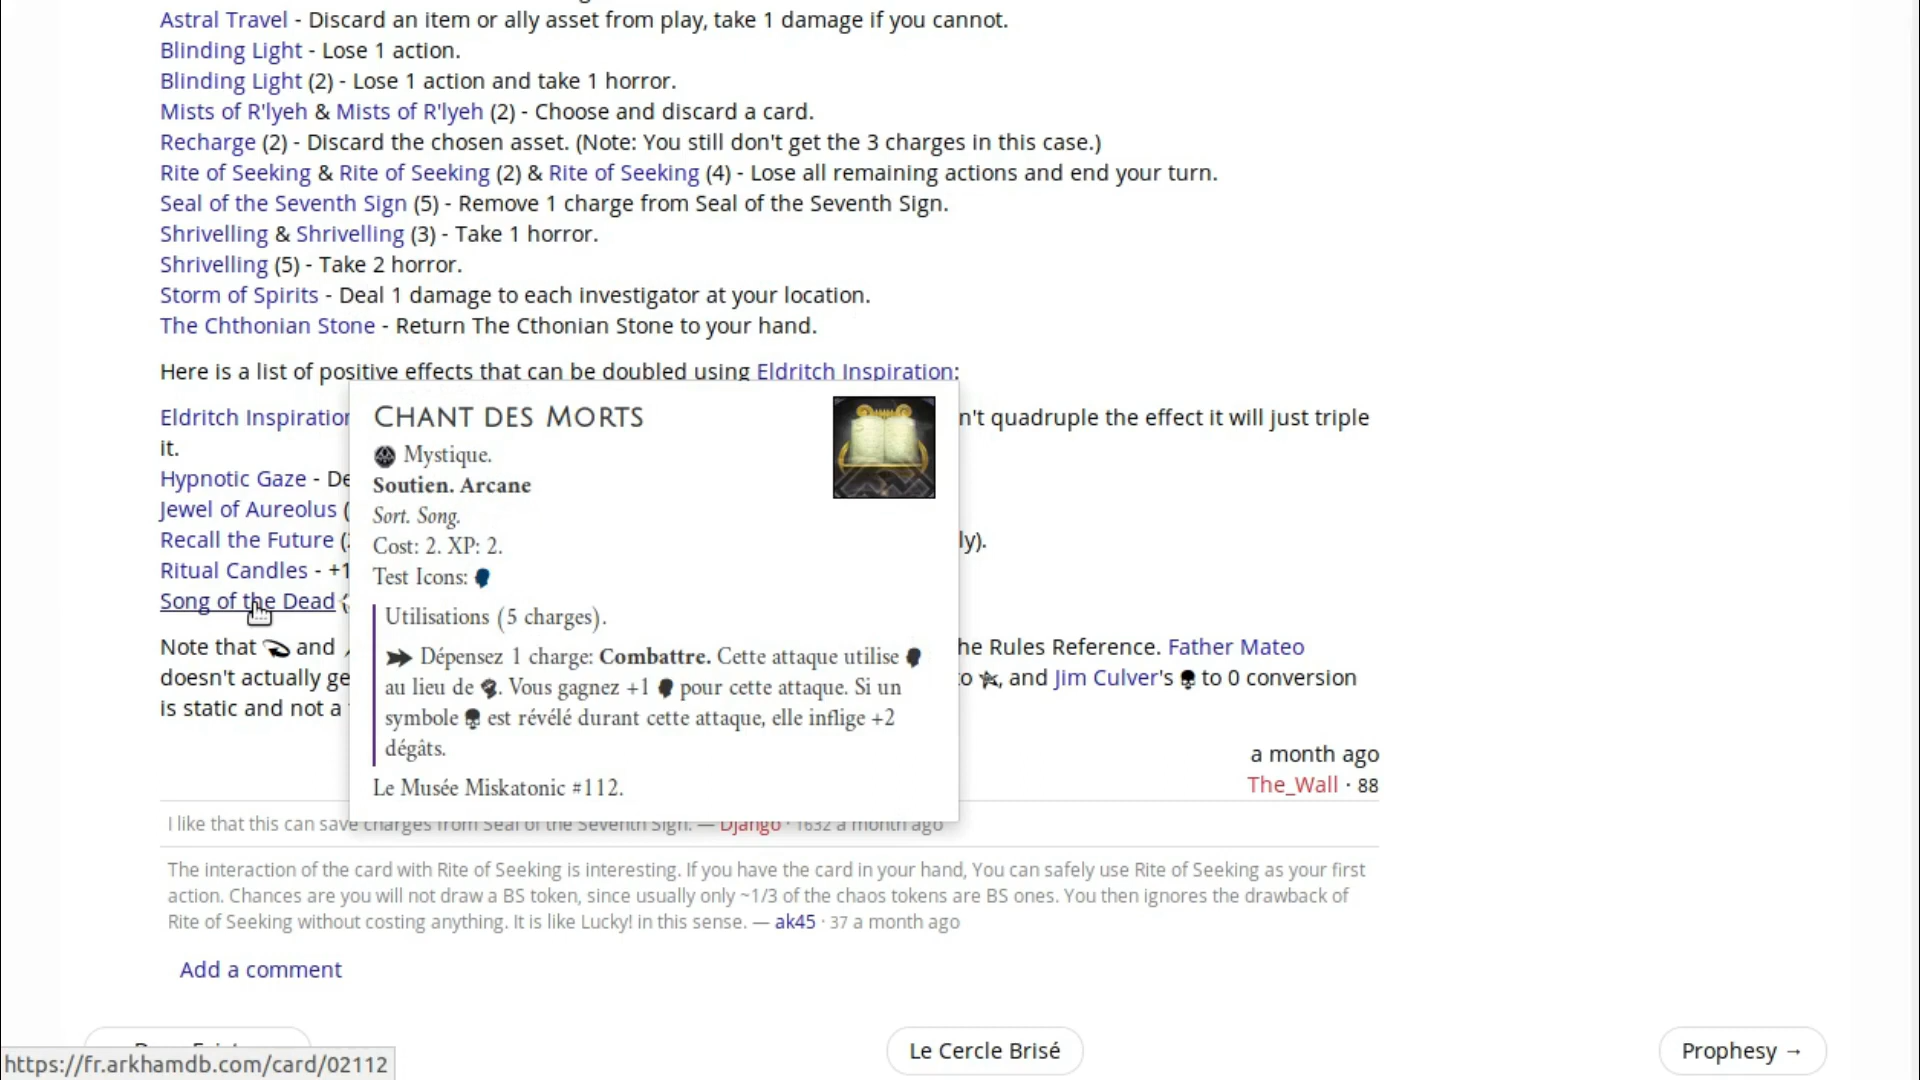 Astral Travel - Discard an item or ally asset from play, take 1 damage if you cannot.
Blinding Light - Lose 1 action.
Blinding Light (2) - Lose 1 action and take 1 horror.
Mists of R'lyeh & Mists of R'lyeh (2) - Choose and discard a card.
Recharge (2) - Discard the chosen asset. (Note: You still don't get the 3 charges in this case.)
Rite of Seeking & Rite of Seeking (2) & Rite of Seeking (4) - Lose all remaining actions and end your turn.
Seal of the Seventh Sign (5) - Remove 1 charge from Seal of the Seventh Sign.
Shrivelling & Shrivelling (3) - Take 1 horror.
Shrivelling (5) - Take 2 horror.
Storm of Spirits - Deal 1 damage to each investigator at your location.
The Chthonian Stone - Return The Cthonian Stone to your hand.
Here is a list of positive effects that can be doubled using Eldritch Inspiration:
Eldritch Inspiration n't quadruple the effect it will just triple
it.
Hypnotic Gaze - De
Jewel of Aureolus (
Recall the Future ( ly).
Ritual Candles - +1
Song of the Dead (
Note that and he Rules Reference. Father Mateo
doesn't actually ge o , and Jim Culver's to 0 conversion
is static and not a
CHANT DES MORTS
Mystique.
Soutien. Arcane
Sort. Song.
Cost: 2. XP: 2.
Test Icons:
Utilisations (5 charges).
Dépensez 1 charge: Combattre. Cette attaque utilise
au lieu de . Vous gagnez +1 pour cette attaque. Si un
symbole est révélé durant cette attaque, elle inflige +2
dégâts.
Le Musée Miskatonic #112.
a month ago
The_Wall · 88
I like that this can save charges from Seal of the Seventh Sign. — Django · 1632 a month ago
The interaction of the card with Rite of Seeking is interesting. If you have the card in your hand, You can safely use Rite of Seeking as your first
action. Chances are you will not draw a BS token, since usually only ~1/3 of the chaos tokens are BS ones. You then ignores the drawback of
Rite of Seeking without costing anything. It is like Lucky! in this sense. — ak45 · 37 a month ago
Add a comment
Le Cercle Brisé
Prophesy →
https://fr.arkhamdb.com/card/02112